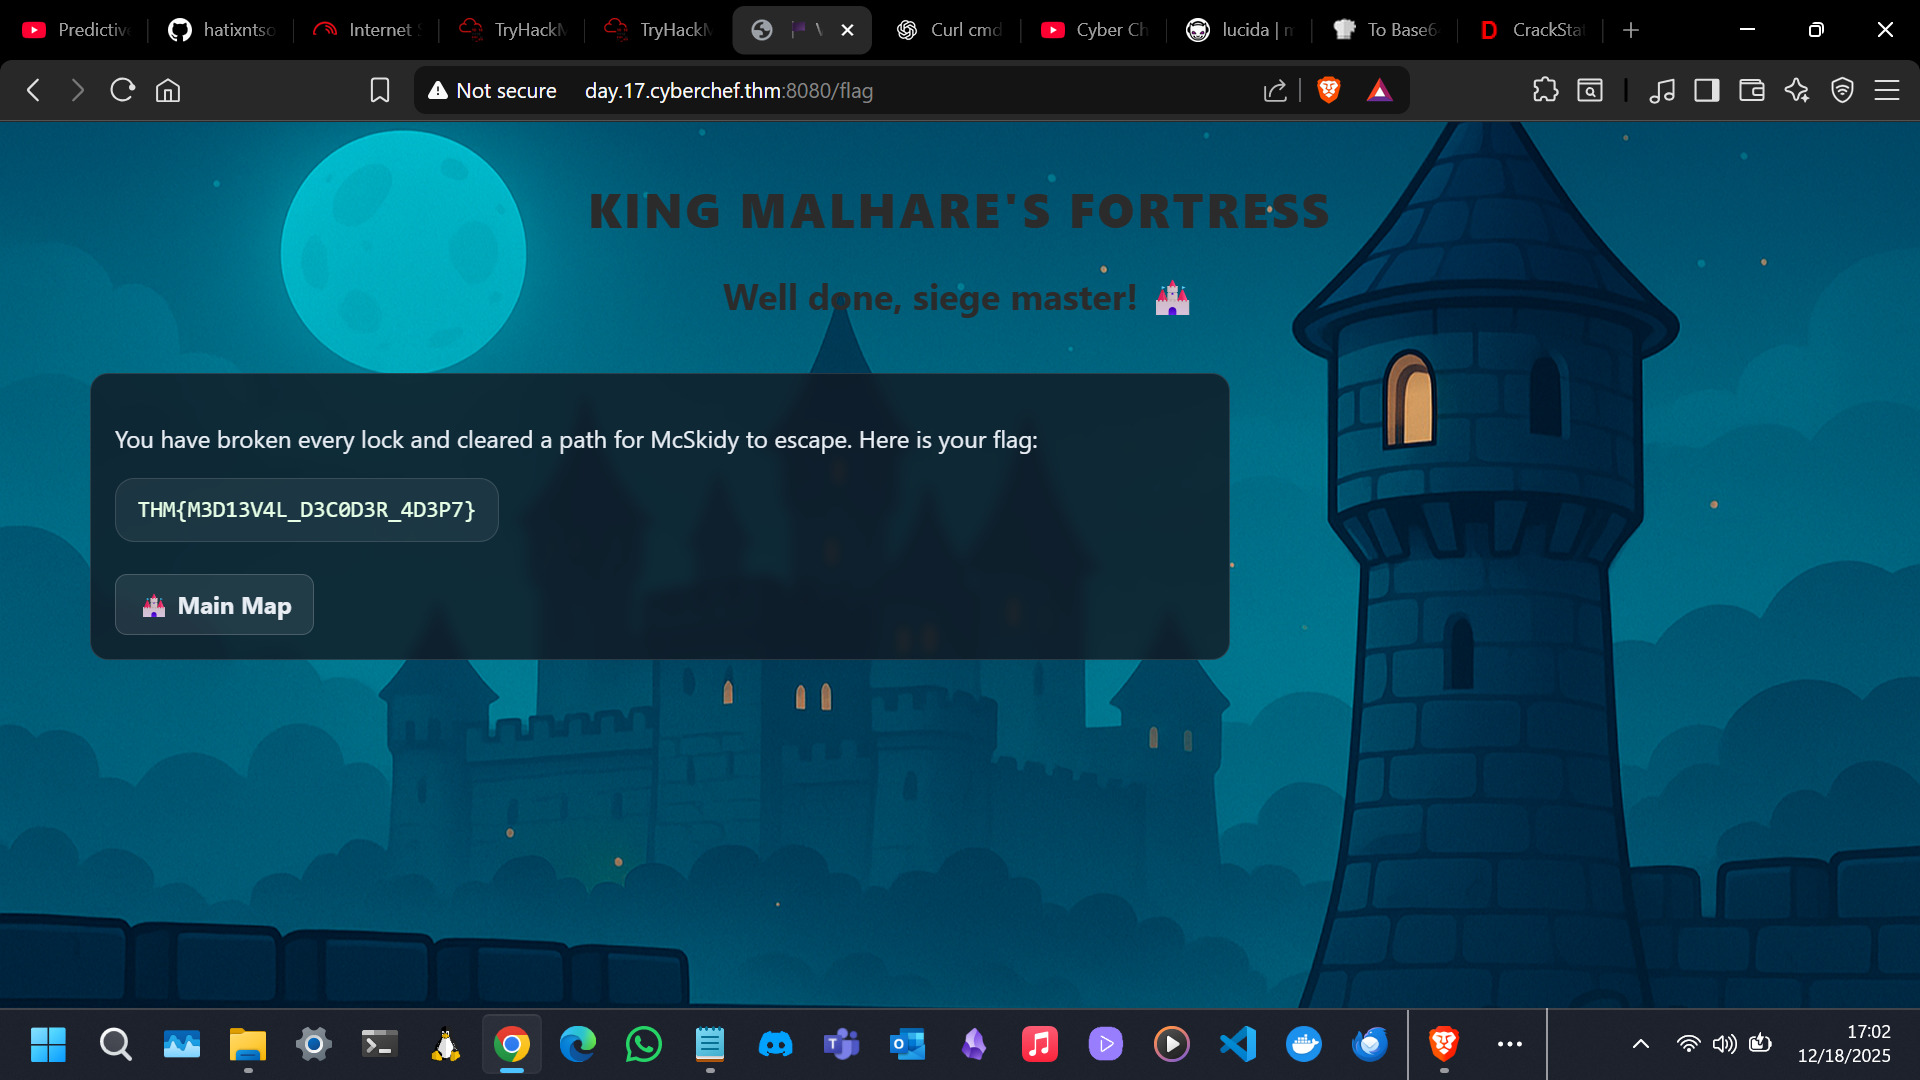 Predictiv
hatixntso
Internet S
TryHackM
TryHackM
V
Curl cmd
Cyber Ch
lucida | m
To Base6
CrackStat
Not secure
day.17.cyberchef.thm:8080/flag
KING MALHARE'S FORTRESS
Well done, siege master! 🏰
You have broken every lock and cleared a path for McSkidy to escape. Here is your flag:
THM{M3D13V4L_D3C0D3R_4D3P7}
🏰 Main Map
17:02
12/18/2025